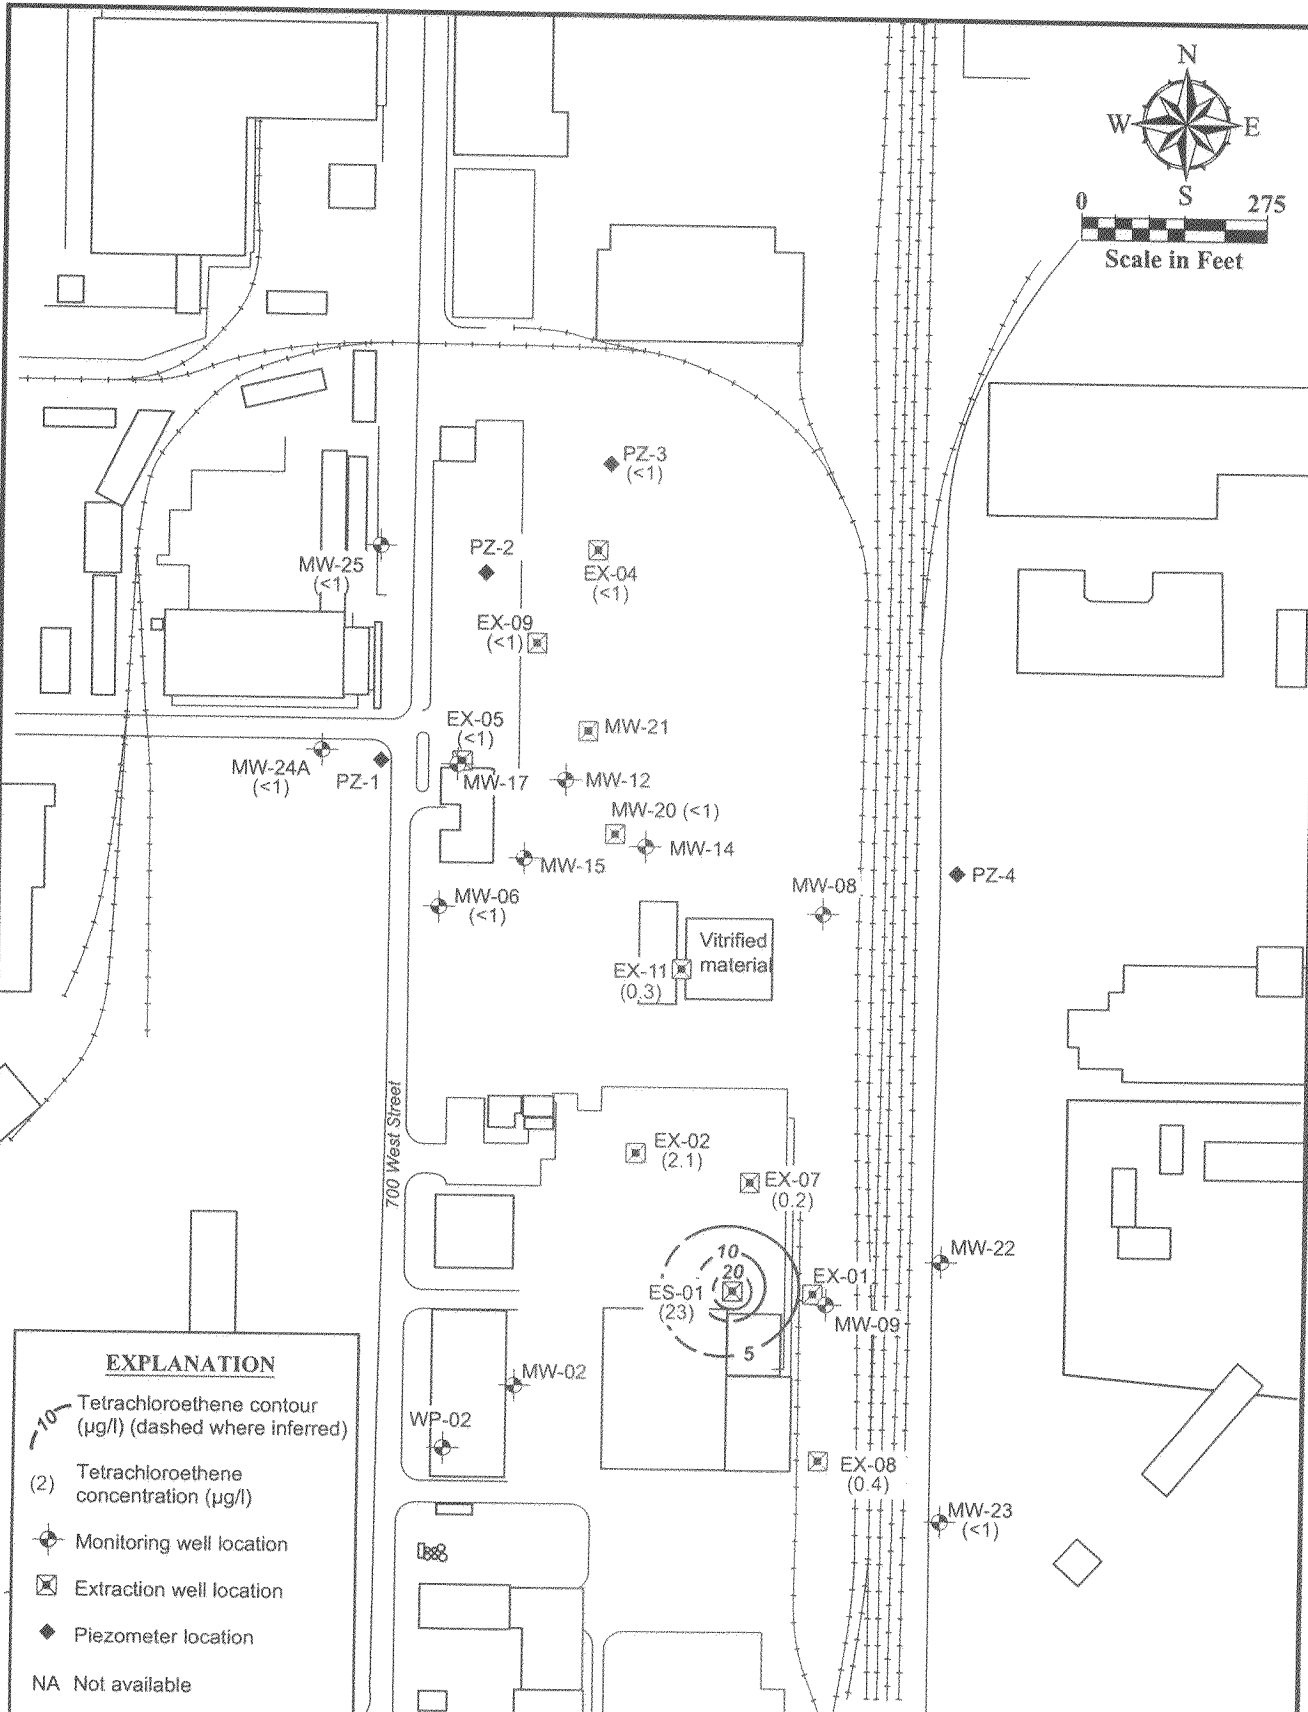 N
W
E
S
0
275
Scale in Feet
PZ-3
(<1)
PZ-2
MW-25
(<1)
EX-04
(<1)
EX-09
(<1)
EX-05
(<1)
MW-21
MW-24A
(<1)
PZ-1
MW-17
MW-12
MW-20 (<1)
MW-14
MW-15
PZ-4
MW-08
MW-06
(<1)
Vitrified
material
EX-11
(0.3)
700 West Street
EX-02
(2.1)
EX-07
(0.2)
MW-22
10
20
ES-01
(23)
EX-01
MW-09
5
MW-02
WP-02
EX-08
(0.4)
MW-23
(<1)
EXPLANATION
10
Tetrachloroethene contour
(µg/l) (dashed where inferred)
(2)
Tetrachloroethene
concentration (µg/l)
Monitoring well location
Extraction well location
Piezometer location
NA Not available